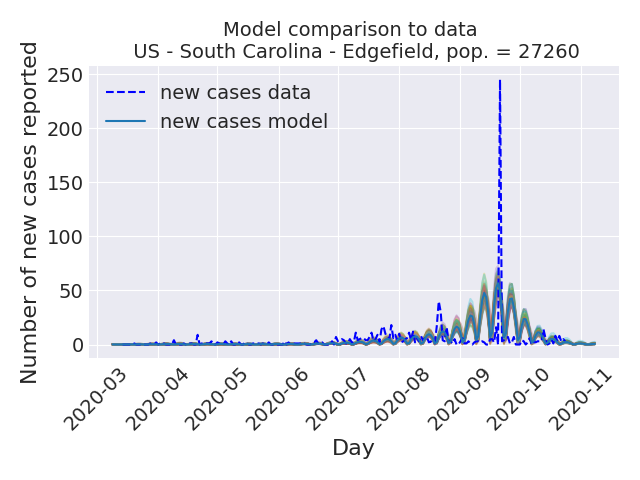 Model comparison to data
US - South Carolina - Edgefield, pop. = 27260
Number of new cases reported
250
200
150
100
50
0
new cases data
new cases model
2020-03
2020-04
2020-05
2020-06
2020-07
2020-08
2020-09
2020-10
2020-11
Day